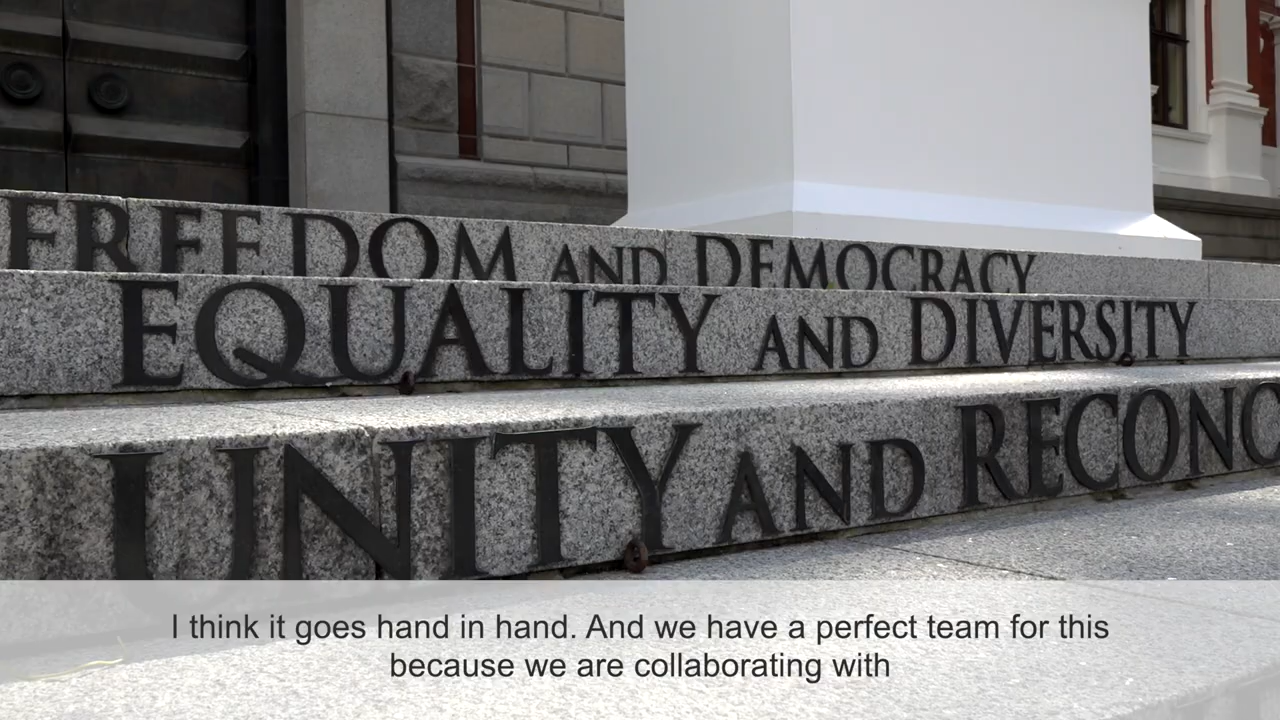 FREEDOM AND DEMOCRACY
EQUALITY AND DIVERSITY
UNITY AND RECONC
I think it goes hand in hand. And we have a perfect team for this
because we are collaborating with